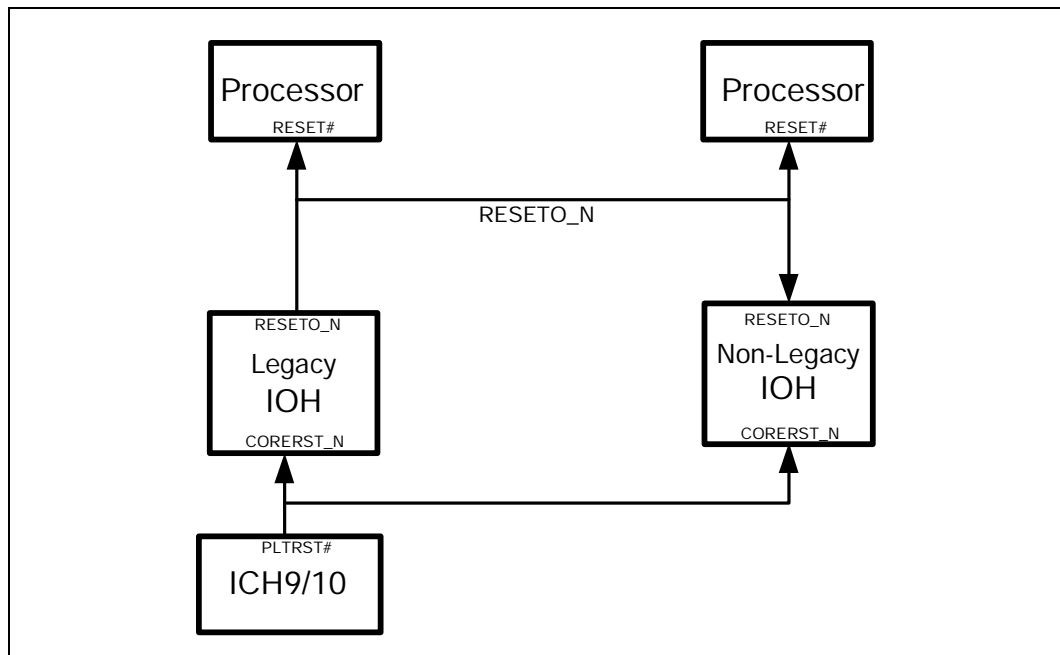 Processor
RESET#
Processor
RESET#
RESETO_N
RESETO_N
Legacy
IOH
CORERST_N
RESETO_N
Non-Legacy
IOH
CORERST_N
PLTRST#
ICH9/10